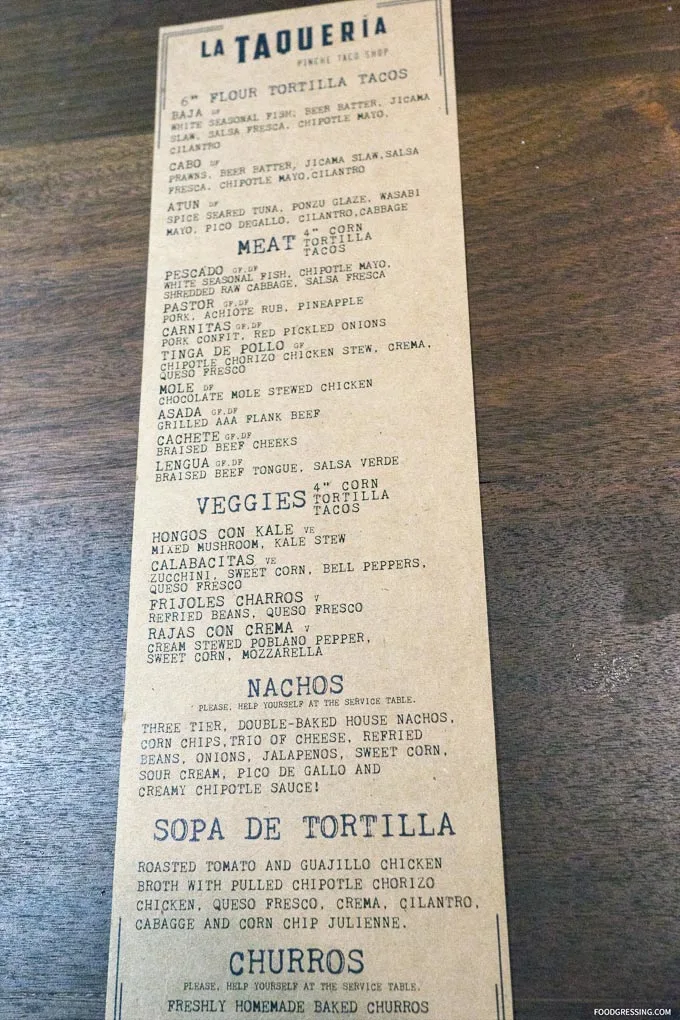 LA TAQUERÍA
PINCHE TACO SHOP
6" FLOUR TORTILLA TACOS
BAJA DF
WHITE SEASONAL FISH, BEER BATTER, JICAMA
SLAW, SALSA FRESCA, CHIPOTLE MAYO,
CILANTRO
CABO DF
PRAWNS, BEER BATTER, JICAMA SLAW,SALSA
FRESCA, CHIPOTLE MAYO,CILANTRO
ATUN DF
SPICE SEARED TUNA, PONZU GLAZE, WASABI
MAYO, PICO DEGALLO, CILANTRO,CABBAGE
MEAT 4" CORN
TORTILLA
TACOS
PESCADO GF.DF
WHITE SEASONAL FISH, CHIPOTLE MAYO,
SHREDDED RAW CABBAGE, SALSA FRESCA
PASTOR GF.DF
PORK, ACHIOTE RUB, PINEAPPLE
CARNITAS GF.DF
PORK CONFIT, RED PICKLED ONIONS
TINGA DE POLLO GF
CHIPOTLE CHORIZO CHICKEN STEW, CREMA,
QUESO FRESCO
MOLE DF
CHOCOLATE MOLE STEWED CHICKEN
ASADA GF.DF
GRILLED AAA FLANK BEEF
CACHETE GF.DF
BRAISED BEEF CHEEKS
LENGUA GF.DF
BRAISED BEEF TONGUE, SALSA VERDE
VEGGIES 4" CORN
TORTILLA
TACOS
HONGOS CON KALE VE
MIXED MUSHROOM, KALE STEW
CALABACITAS VE
ZUCCHINI, SWEET CORN, BELL PEPPERS,
QUESO FRESCO
FRIJOLES CHARROS V
REFRIED BEANS, QUESO FRESCO
RAJAS CON CREMA V
CREAM STEWED POBLANO PEPPER,
SWEET CORN, MOZZARELLA
NACHOS
PLEASE, HELP YOURSELF AT THE SERVICE TABLE.
THREE TIER, DOUBLE-BAKED HOUSE NACHOS,
CORN CHIPS,TRIO OF CHEESE, REFRIED
BEANS, ONIONS, JALAPENOS, SWEET CORN,
SOUR CREAM, PICO DE GALLO AND
CREAMY CHIPOTLE SAUCE!
SOPA DE TORTILLA
ROASTED TOMATO AND GUAJILLO CHICKEN
BROTH WITH PULLED CHIPOTLE CHORIZO
CHICKEN, QUESO FRESCO, CREMA, CILANTRO,
CABAGGE AND CORN CHIP JULIENNE.
CHURROS
PLEASE, HELP YOURSELF AT THE SERVICE TABLE.
FRESHLY HOMEMADE BAKED CHURROS
FOODGRESSING.COM